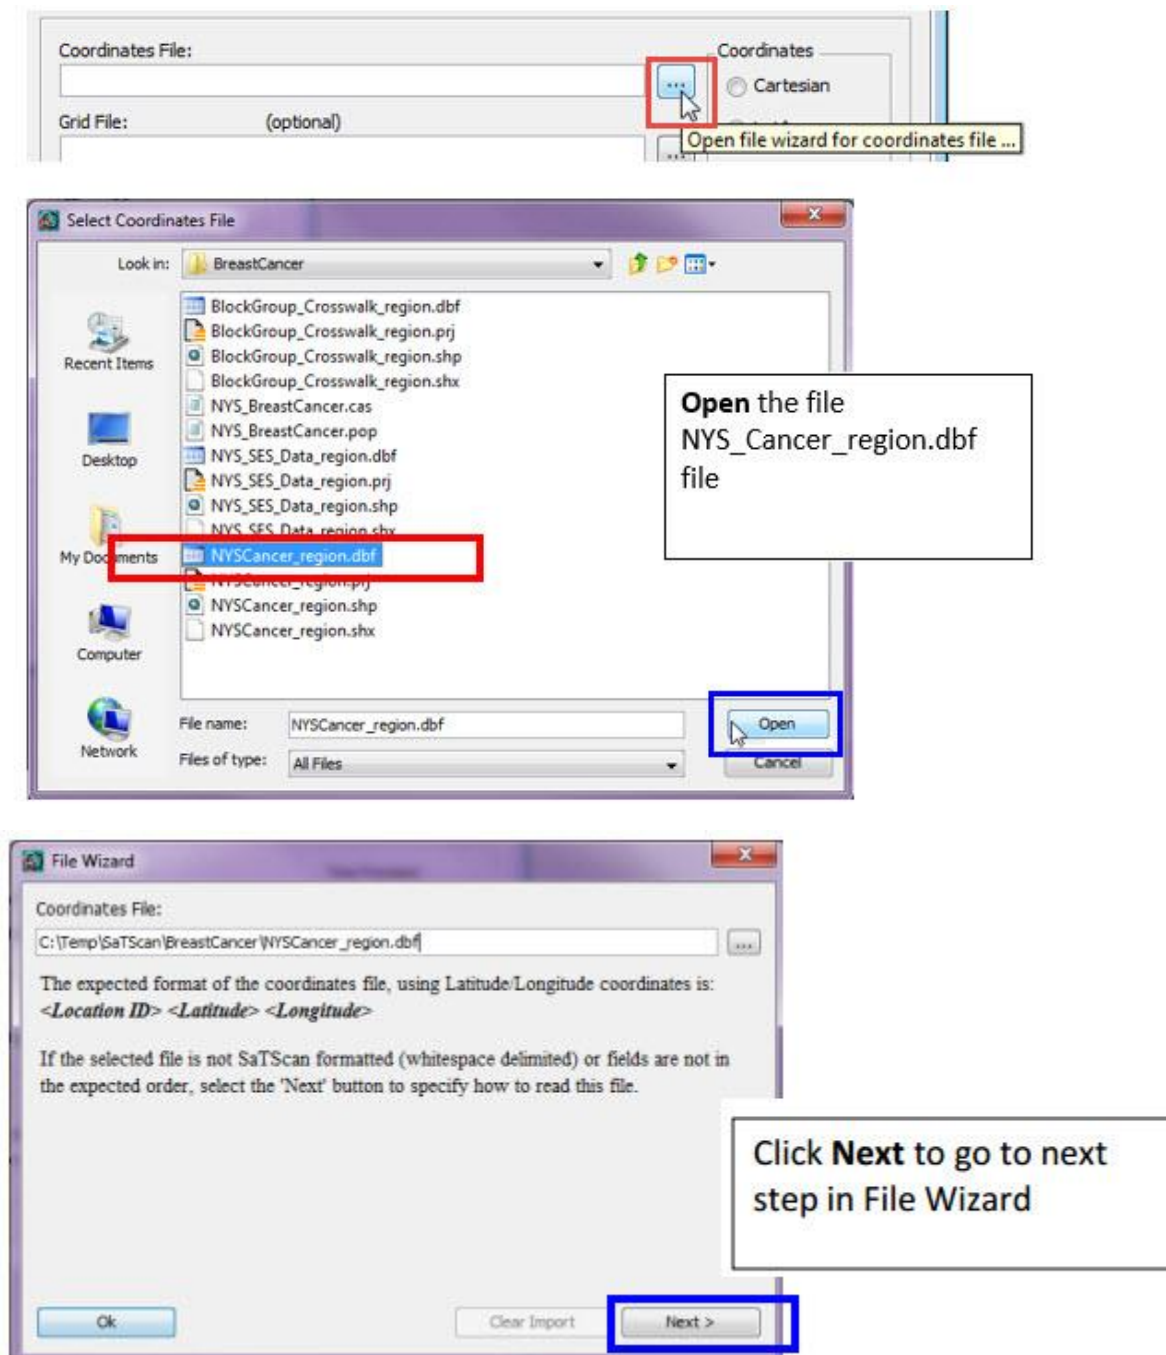 Coordinates File:
Coordinates
...
Cartesian
Grid File: (optional)
Open file wizard for coordinates file ...
Select Coordinates File
Look in: BreastCancer
BlockGroup_Crosswalk_region.dbf
BlockGroup_Crosswalk_region.prj
BlockGroup_Crosswalk_region.shp
BlockGroup_Crosswalk_region.shx
NYS_BreastCancer.cas
NYS_BreastCancer.pop
NYS_SES_Data_region.dbf
NYS_SES_Data_region.prj
NYS_SES_Data_region.shp
NYS_SES_Data_region.shx
NYSCancer_region.dbf
NYSCancer_region.prj
NYSCancer_region.shp
NYSCancer_region.shx
Recent Items
Desktop
My Documents
Computer
Network
Open the file
NYS_Cancer_region.dbf
file
File name: NYSCancer_region.dbf
Open
Files of type: All Files
Cancel
File Wizard
Coordinates File:
C:\Temp\SaTScan\BreastCancer\NYSCancer_region.dbf
...
The expected format of the coordinates file, using Latitude/Longitude coordinates is:
<Location ID> <Latitude> <Longitude>
If the selected file is not SaTScan formatted (whitespace delimited) or fields are not in
the expected order, select the 'Next' button to specify how to read this file.
Click Next to go to next
step in File Wizard
Ok
Clear Import
Next >